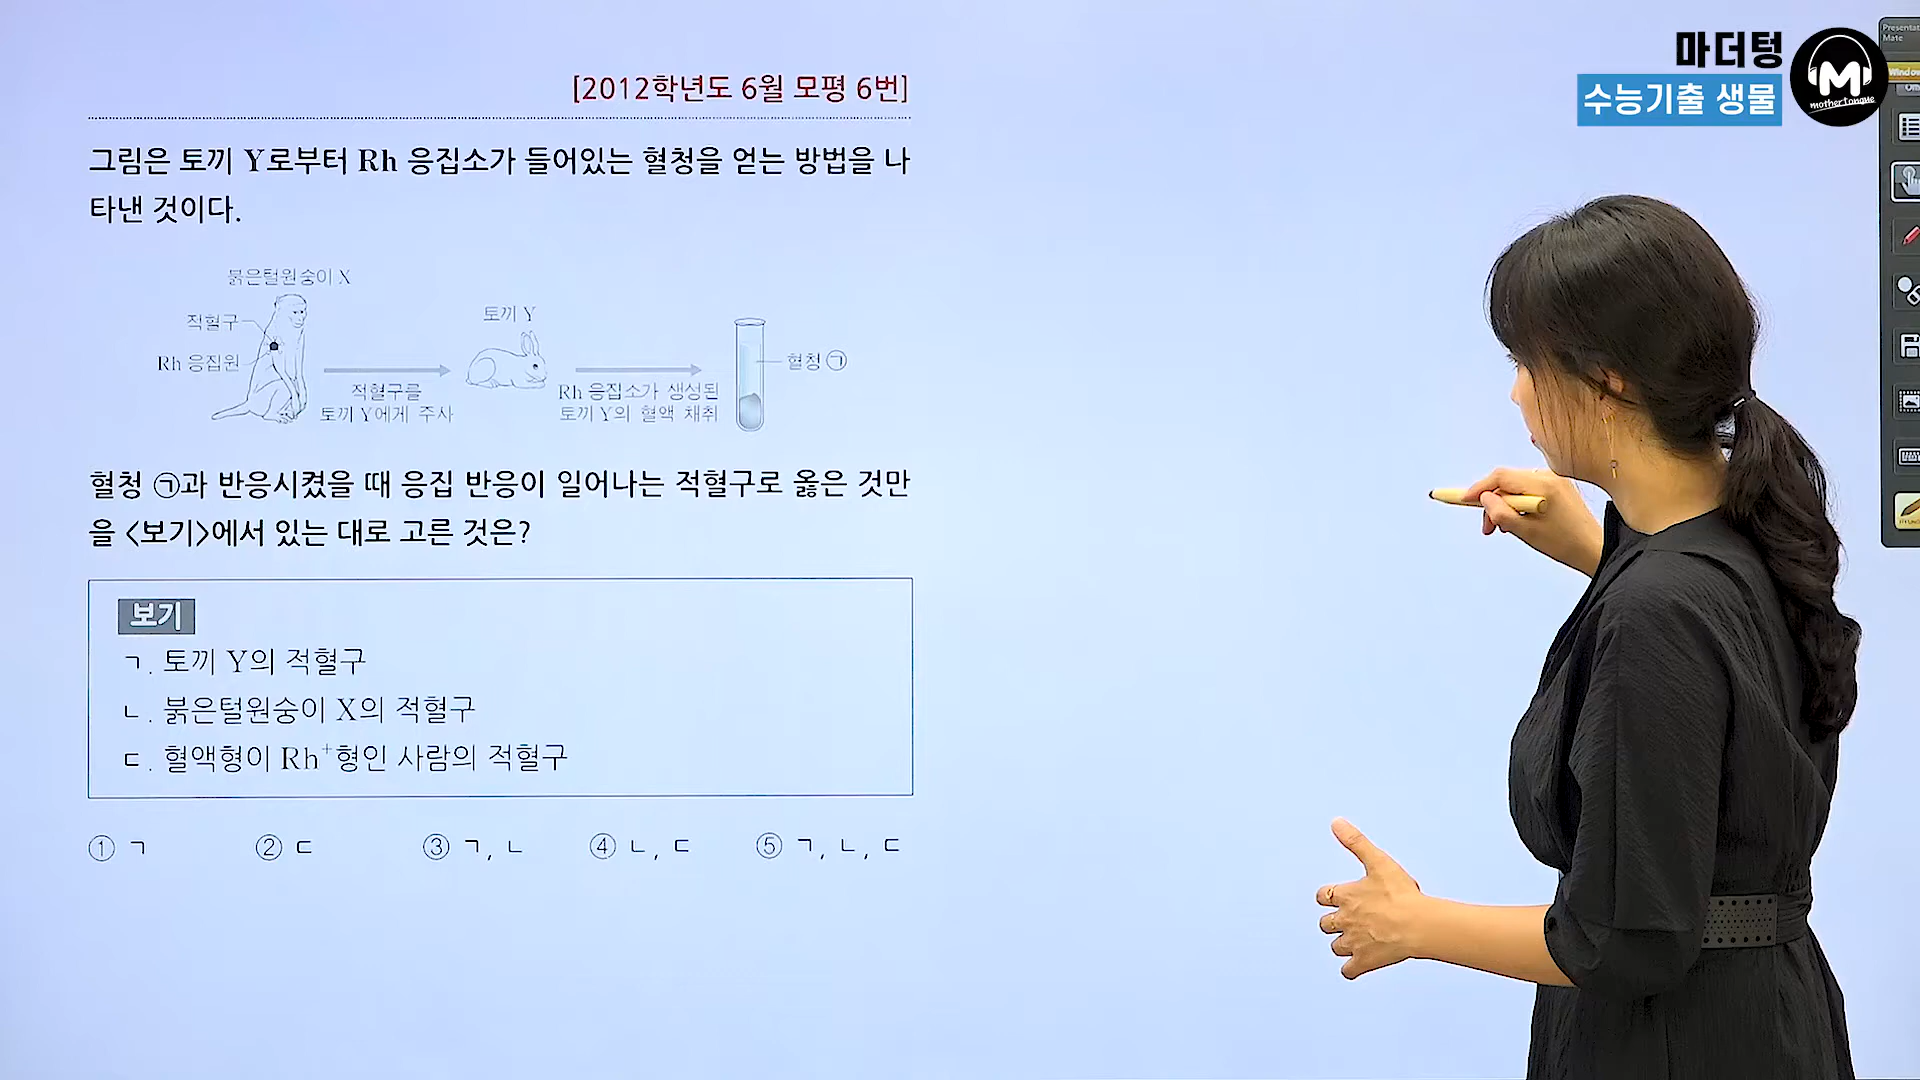 마더텅
수능기출 생물
mothertongue
[2012학년도 6월 모평 6번]
그림은 토끼 Y로부터 Rh 응집소가 들어있는 혈청을 얻는 방법을 나
타낸 것이다.
붉은털원숭이 X
적혈구
Rh 응집원
적혈구를
토끼 Y에게 주사
토끼 Y
Rh 응집소가 생성된
토끼 Y의 혈액 채취
혈청 ㉠
혈청 ㉠과 반응시켰을 때 응집 반응이 일어나는 적혈구로 옳은 것만
을 <보기>에서 있는 대로 고른 것은?
보기
ㄱ. 토끼 Y의 적혈구
ㄴ. 붉은털원숭이 X의 적혈구
ㄷ. 혈액형이 Rh⁺형인 사람의 적혈구
① ㄱ ② ㄷ ③ ㄱ, ㄴ ④ ㄴ, ㄷ ⑤ ㄱ, ㄴ, ㄷ